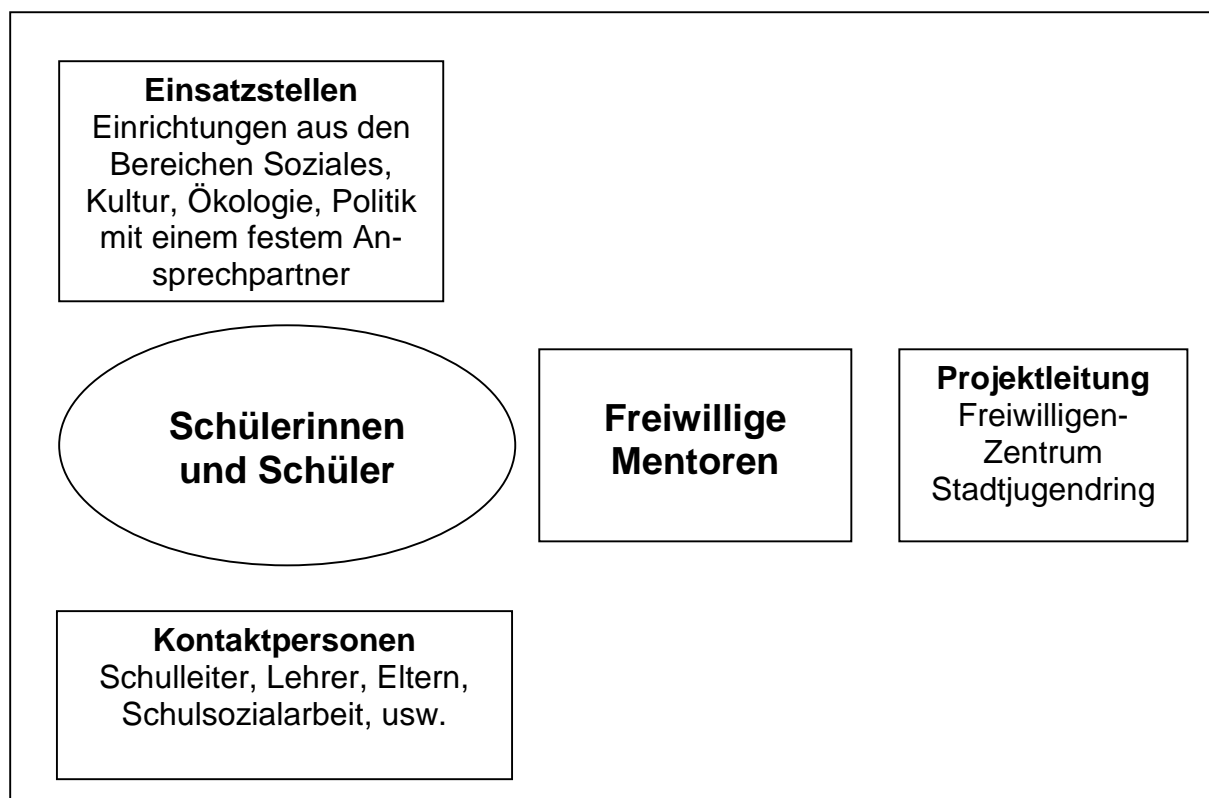 Einsatzstellen
Einrichtungen aus den
Bereichen Soziales,
Kultur, Ökologie, Politik
mit einem festem An-
sprechpartner
Schülerinnen
und Schüler
Freiwillige
Mentoren
Projektleitung
Freiwilligen-
Zentrum
Stadtjugendring
Kontaktpersonen
Schulleiter, Lehrer, Eltern,
Schulsozialarbeit, usw.